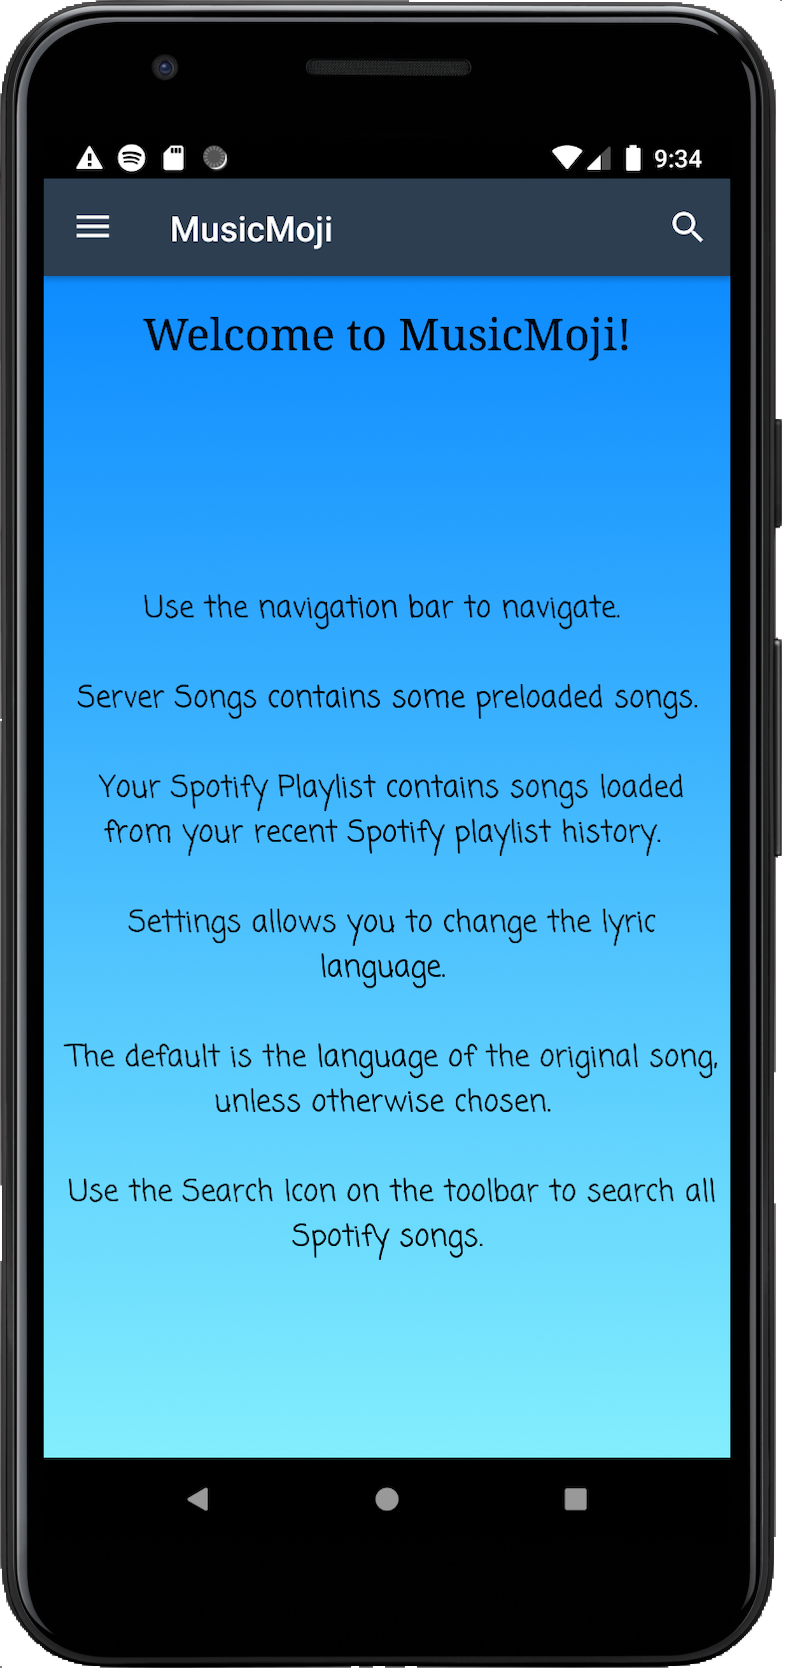 9:34
MusicMoji
Welcome to MusicMoji!
Use the navigation bar to navigate.
Server Songs contains some preloaded songs.
Your Spotify Playlist contains songs loaded
from your recent Spotify playlist history.
Settings allows you to change the lyric
language.
The default is the language of the original song,
unless otherwise chosen.
Use the Search Icon on the toolbar to search all
Spotify songs.